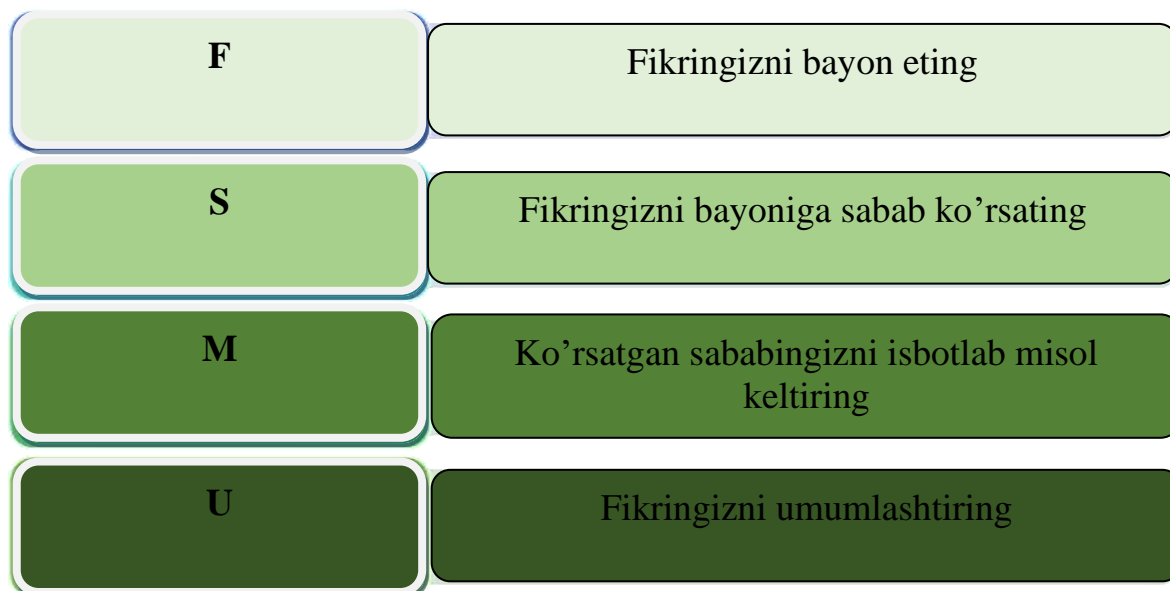 F
Fikringizni bayon eting
S
Fikringizni bayoniga sabab ko’rsating
M
Ko’rsatgan sababingizni isbotlab misol
keltiring
U
Fikringizni umumlashtiring